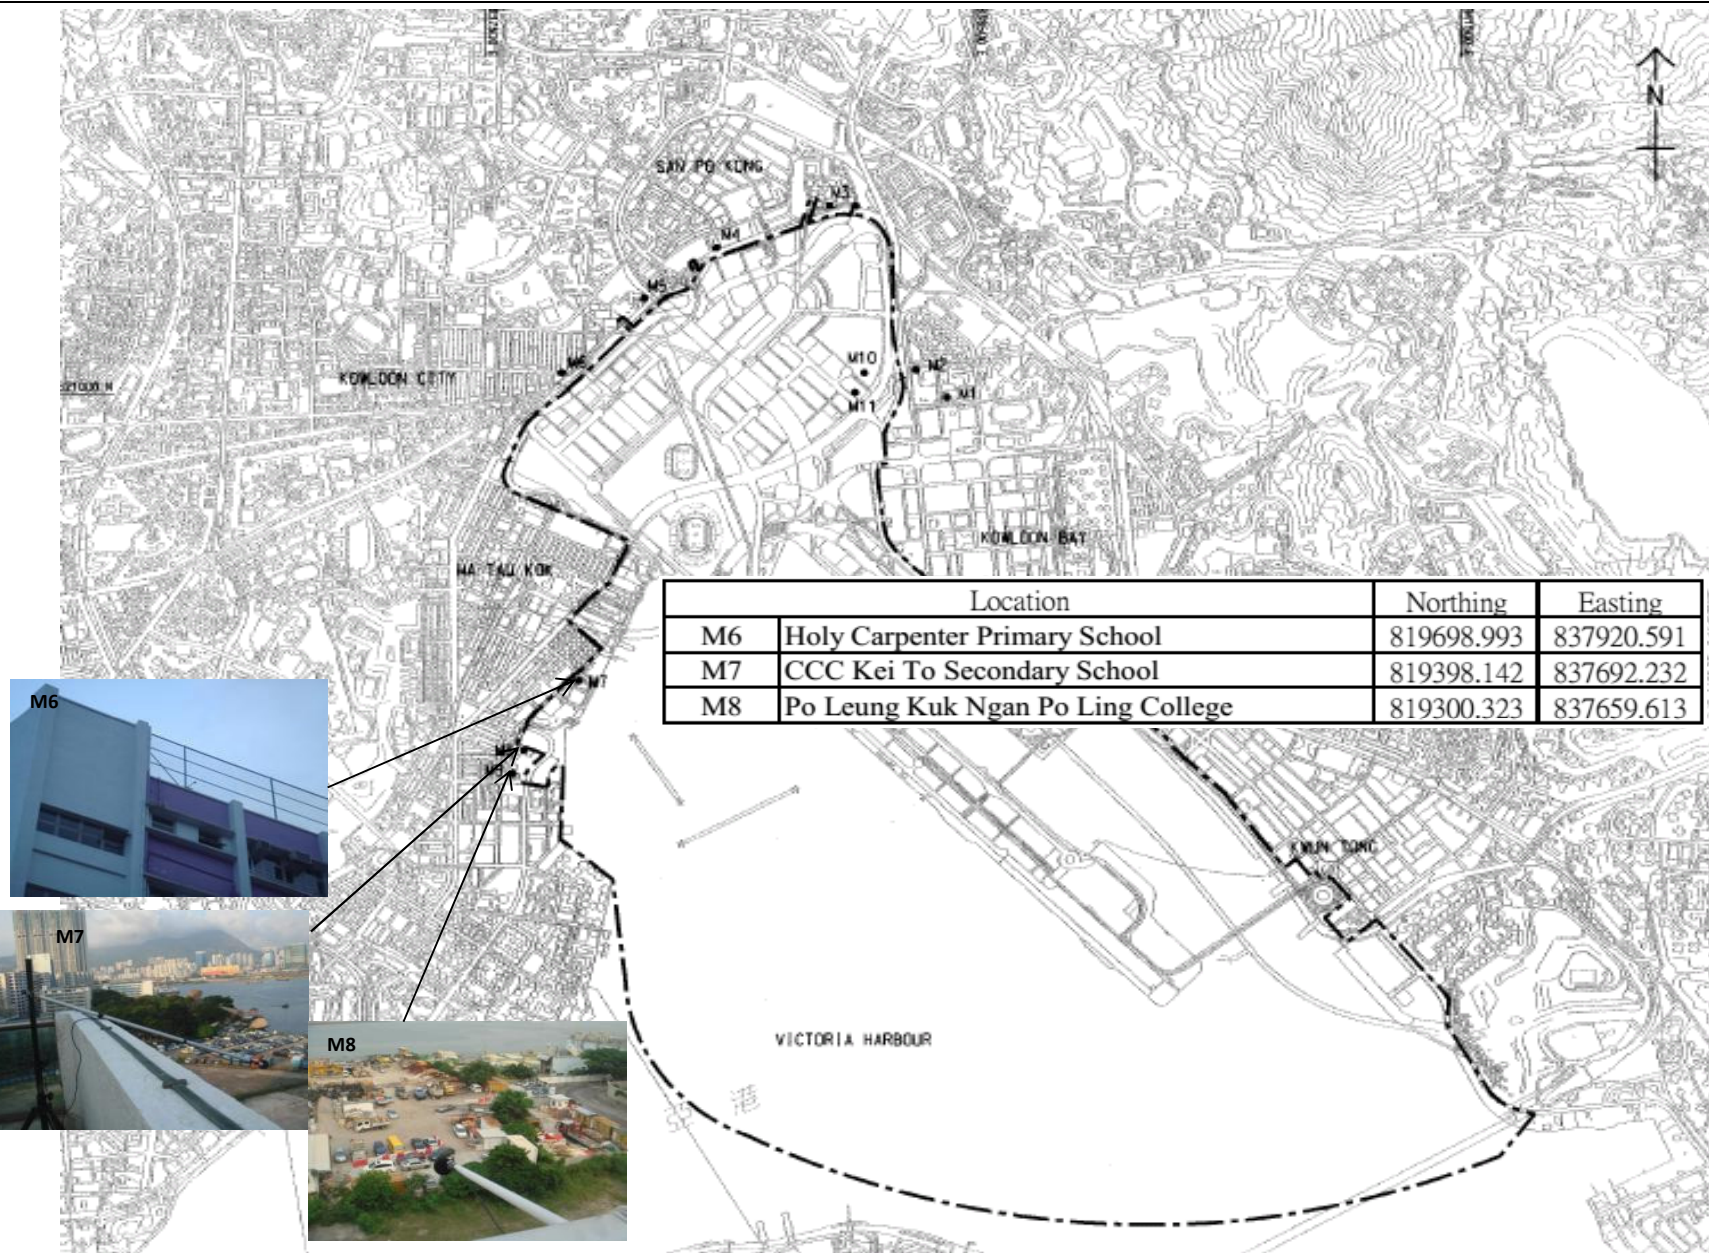 N
SAN PO KONG
M3
M4
M5
M6
KOWLOON CITY
821000 N
M10
M2
M11
M1
KOWLOON BAY
MA TAU KOK
Location Northing Easting
M6 Holy Carpenter Primary School 819698.993 837920.591
M7 CCC Kei To Secondary School 819398.142 837692.232
M8 Po Leung Kuk Ngan Po Ling College 819300.323 837659.613
M7
M6
M9
KWUN TONG
M7
VICTORIA HARBOUR
M8
港